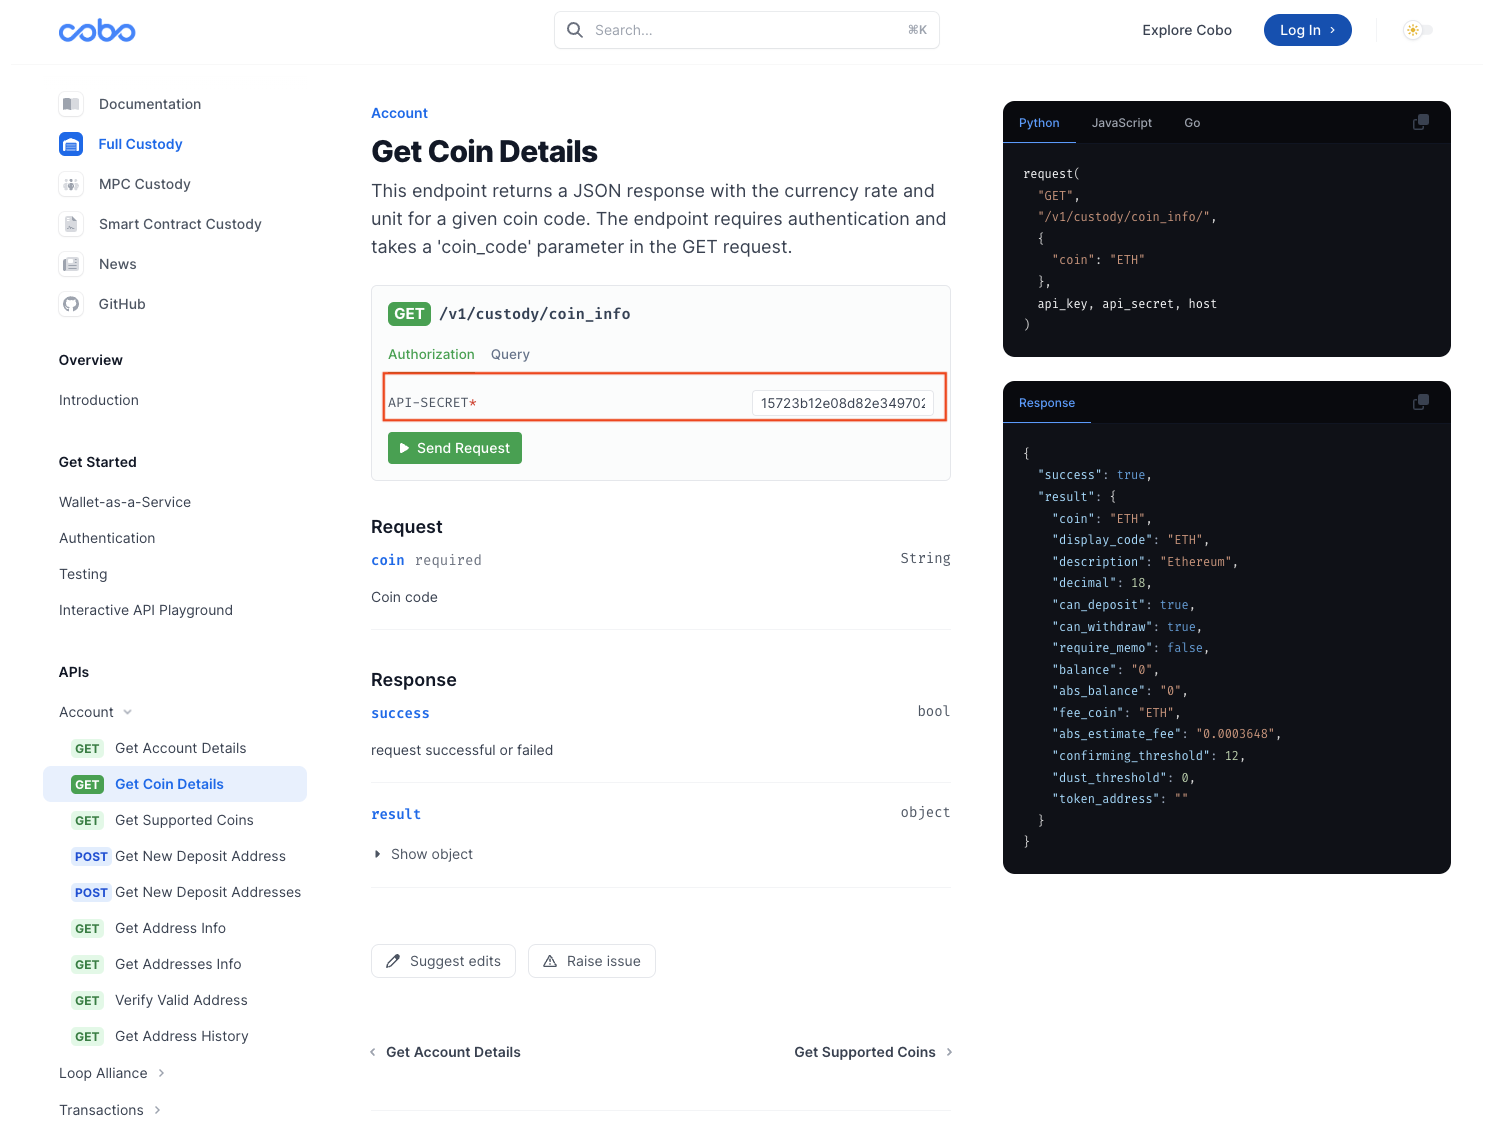 cobo
Search...
⌘K
Explore Cobo
Log In
Documentation
Full Custody
MPC Custody
Smart Contract Custody
News
GitHub
Overview
Introduction
Get Started
Wallet-as-a-Service
Authentication
Testing
Interactive API Playground
APIs
Account
GET Get Account Details
GET Get Coin Details
GET Get Supported Coins
POST Get New Deposit Address
POST Get New Deposit Addresses
GET Get Address Info
GET Get Addresses Info
GET Verify Valid Address
GET Get Address History
Loop Alliance
Transactions
Account
Get Coin Details
This endpoint returns a JSON response with the currency rate and
unit for a given coin code. The endpoint requires authentication and
takes a 'coin_code' parameter in the GET request.
GET /v1/custody/coin_info
Authorization Query
API-SECRET* 15723b12e08d82e349702
Send Request
Request
coin required String
Coin code
Response
success bool
request successful or failed
result object
Show object
Suggest edits Raise issue
Get Account Details Get Supported Coins
Python JavaScript Go
request(
"GET",
"/v1/custody/coin_info/",
{
"coin": "ETH"
},
api_key, api_secret, host
)
Response
{
"success": true,
"result": {
"coin": "ETH",
"display_code": "ETH",
"description": "Ethereum",
"decimal": 18,
"can_deposit": true,
"can_withdraw": true,
"require_memo": false,
"balance": "0",
"abs_balance": "0",
"fee_coin": "ETH",
"abs_estimate_fee": "0.0003648",
"confirming_threshold": 12,
"dust_threshold": 0,
"token_address": ""
}
}